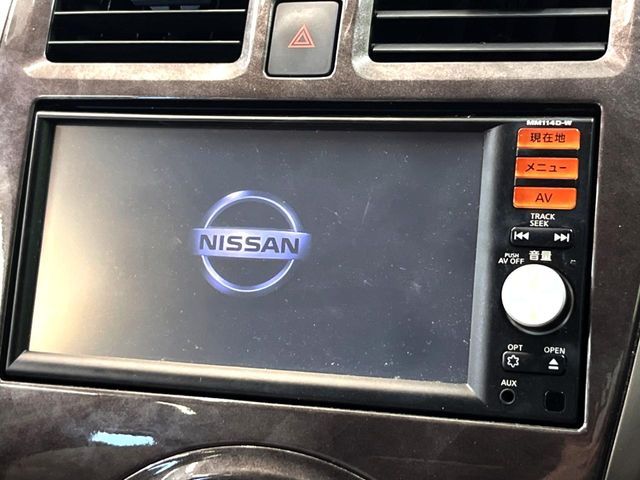 MM114D-W
現在地
メニュー
AV
TRACK
SEEK
PUSH
AV OFF
音量
NISSAN
OPT
OPEN
AUX